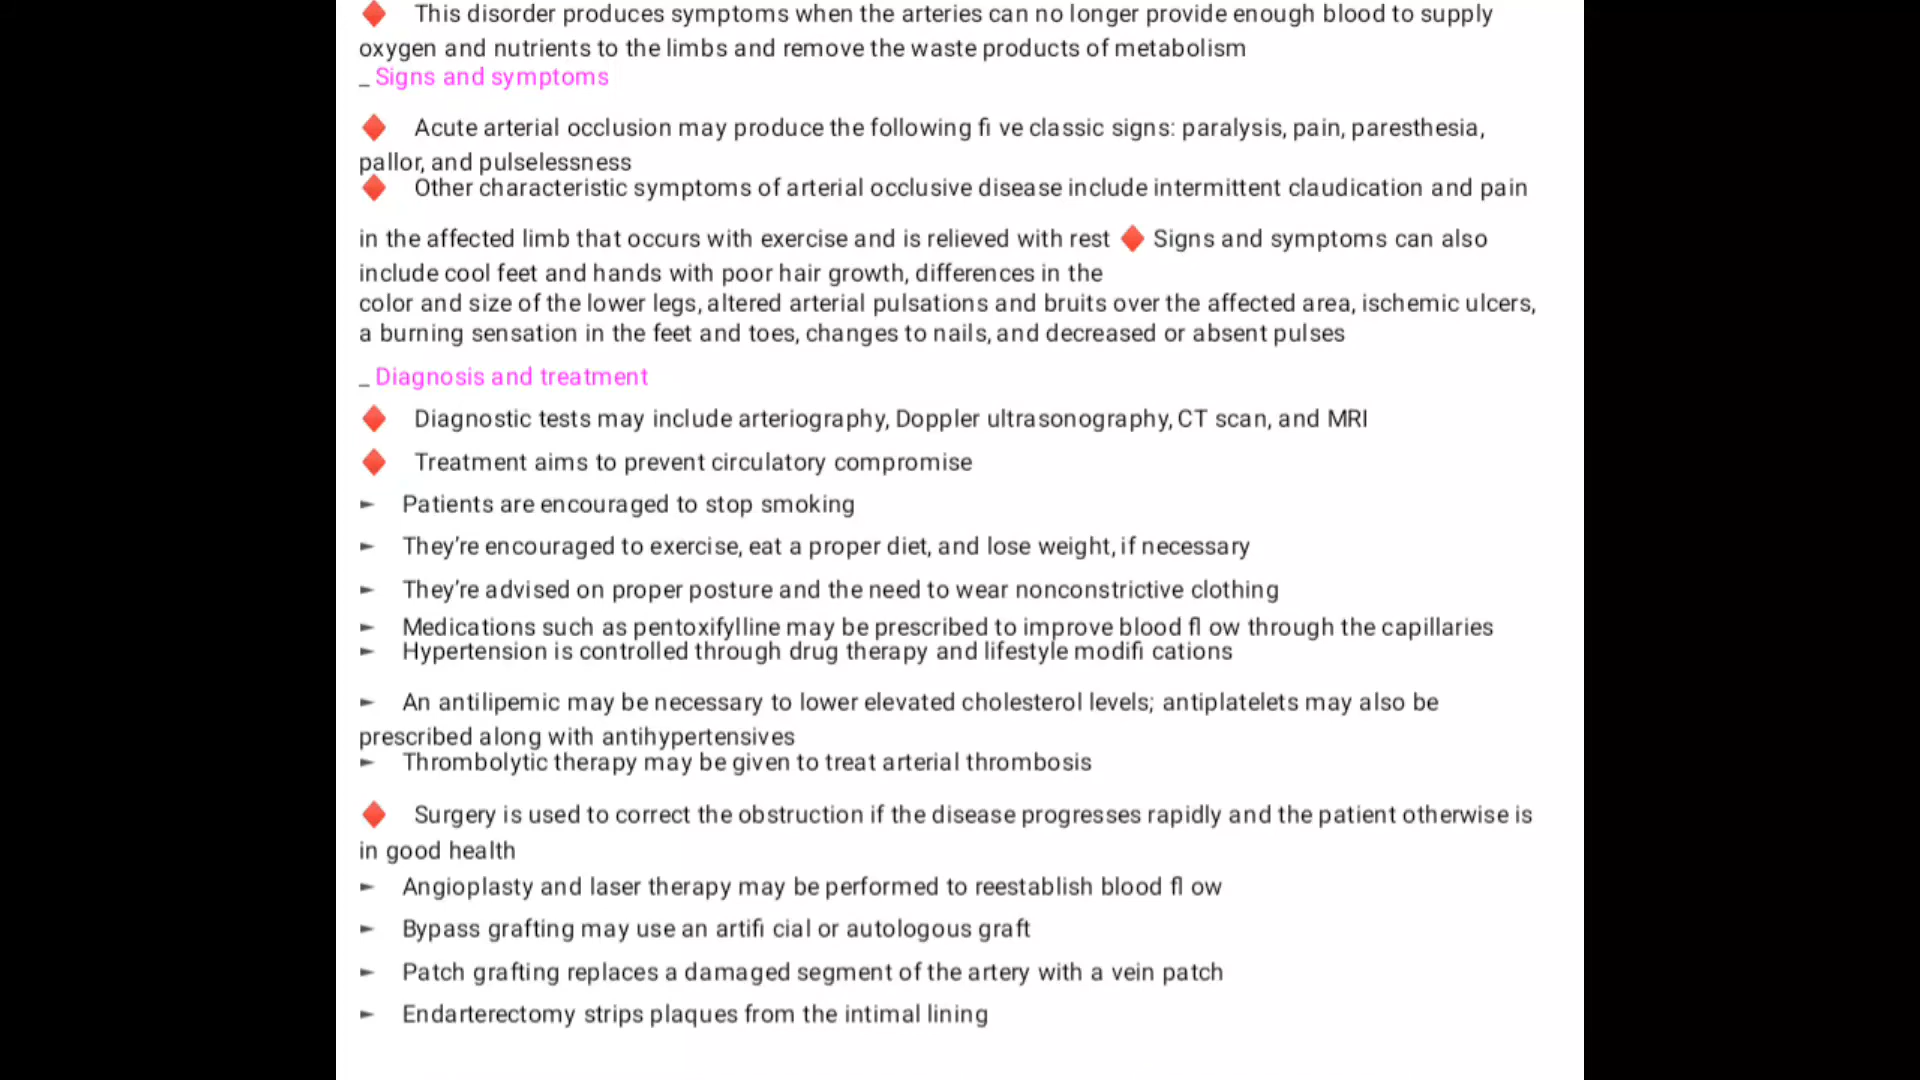 ♦ This disorder produces symptoms when the arteries can no longer provide enough blood to supply
oxygen and nutrients to the limbs and remove the waste products of metabolism
_ Signs and symptoms
♦ Acute arterial occlusion may produce the following fi ve classic signs: paralysis, pain, paresthesia,
pallor, and pulselessness
♦ Other characteristic symptoms of arterial occlusive disease include intermittent claudication and pain
in the affected limb that occurs with exercise and is relieved with rest ♦ Signs and symptoms can also
include cool feet and hands with poor hair growth, differences in the
color and size of the lower legs, altered arterial pulsations and bruits over the affected area, ischemic ulcers,
a burning sensation in the feet and toes, changes to nails, and decreased or absent pulses
_ Diagnosis and treatment
♦ Diagnostic tests may include arteriography, Doppler ultrasonography, CT scan, and MRI
♦ Treatment aims to prevent circulatory compromise
► Patients are encouraged to stop smoking
► They're encouraged to exercise, eat a proper diet, and lose weight, if necessary
► They're advised on proper posture and the need to wear nonconstrictive clothing
► Medications such as pentoxifylline may be prescribed to improve blood fl ow through the capillaries
► Hypertension is controlled through drug therapy and lifestyle modifi cations
► An antilipemic may be necessary to lower elevated cholesterol levels; antiplatelets may also be
prescribed along with antihypertensives
► Thrombolytic therapy may be given to treat arterial thrombosis
♦ Surgery is used to correct the obstruction if the disease progresses rapidly and the patient otherwise is
in good health
► Angioplasty and laser therapy may be performed to reestablish blood fl ow
► Bypass grafting may use an artifi cial or autologous graft
► Patch grafting replaces a damaged segment of the artery with a vein patch
► Endarterectomy strips plaques from the intimal lining